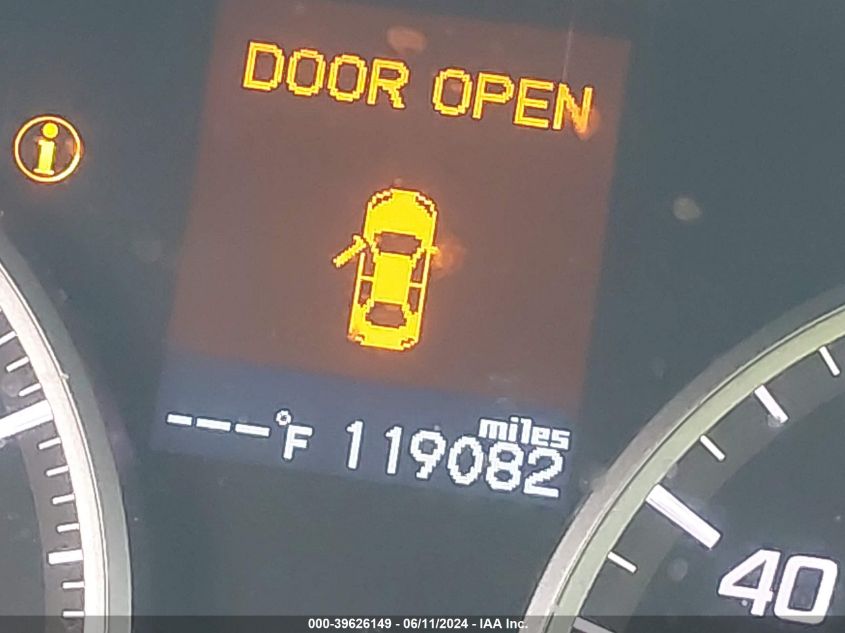 DOOR OPEN
i
---°F 119082 miles
40
000-39626149 - 06/11/2024 - IAA Inc.